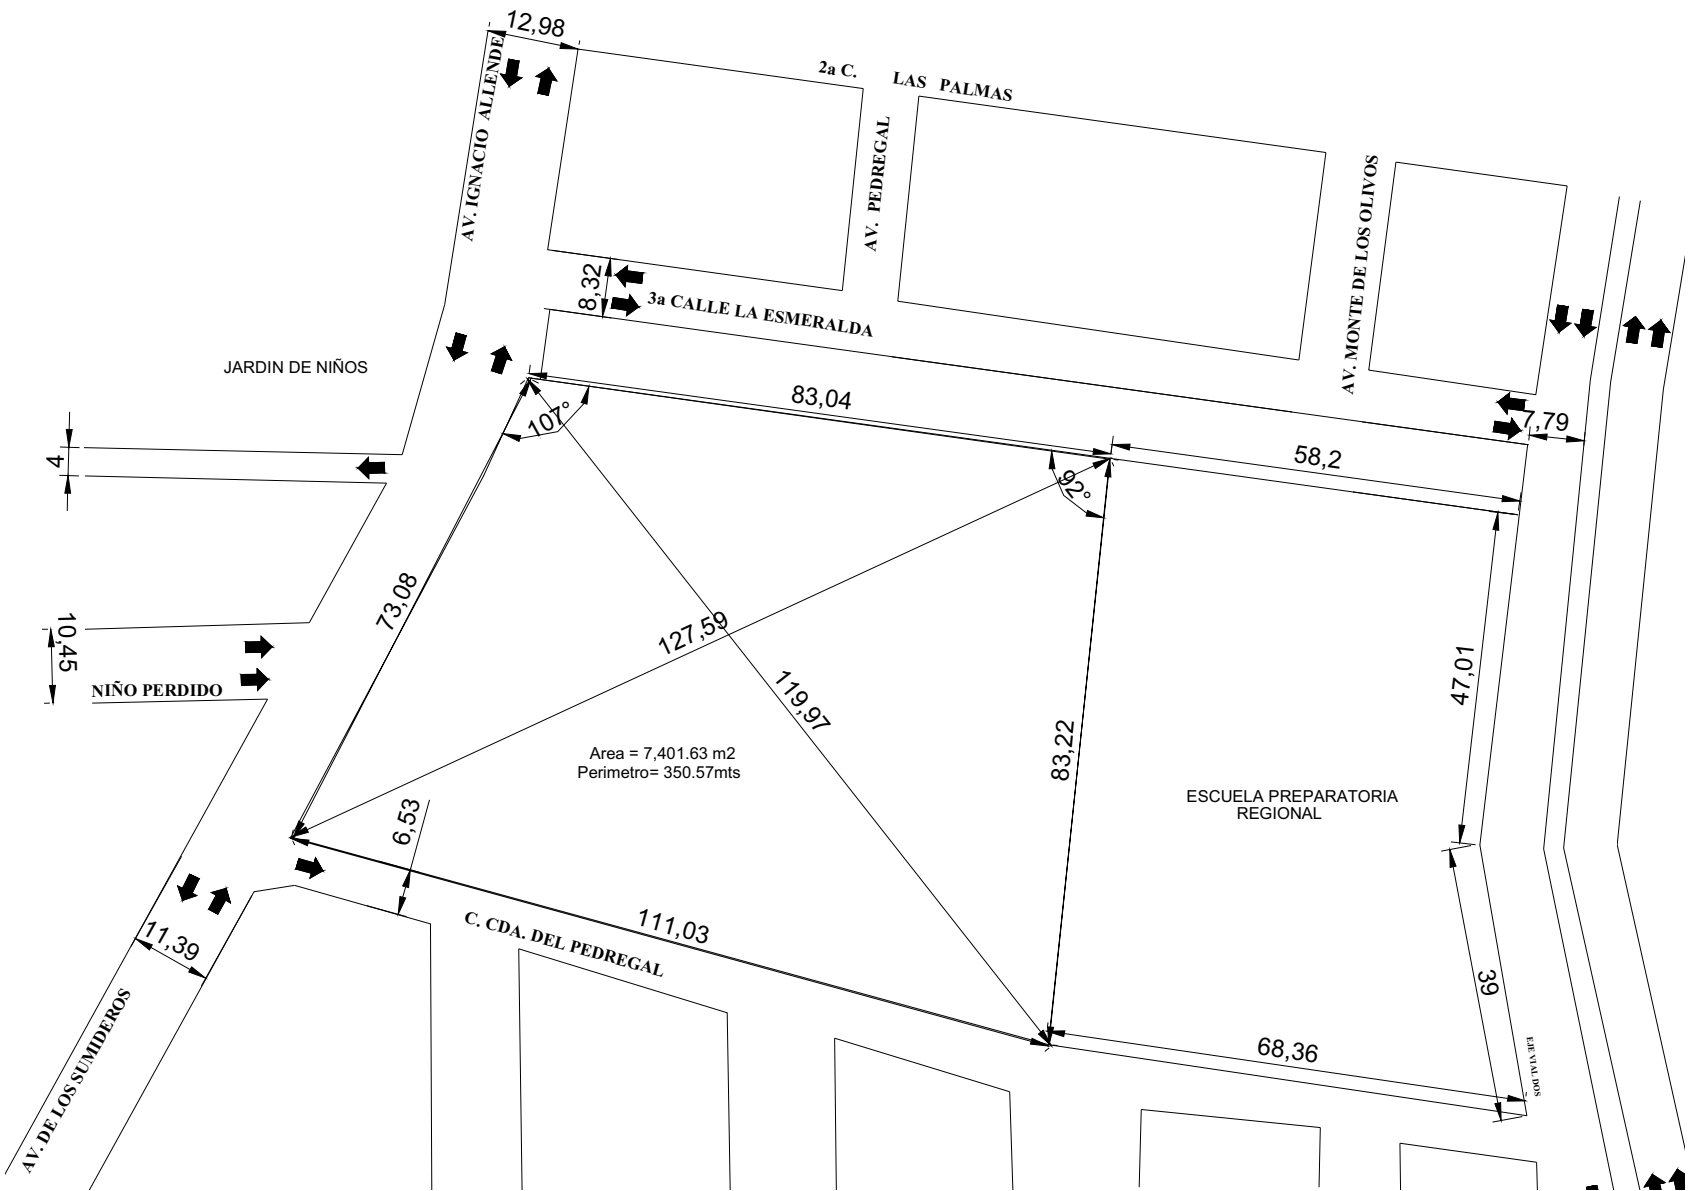 12,98
2a C. LAS PALMAS
AV. IGNACIO ALLENDE
AV. PEDREGAL
AV. MONTE DE LOS OLIVOS
8,32
3a CALLE LA ESMERALDA
JARDIN DE NIÑOS
83,04
7,79
107°
58,2
92°
4
73,08
10,45
127,59
47,01
NIÑO PERDIDO
119,97
83,22
Area = 7,401.63 m2
Perimetro= 350.57mts
ESCUELA PREPARATORIA
REGIONAL
6,53
111,03
C. CDA. DEL PEDREGAL
11,39
39
68,36
EJE VIAL DOS
AV. DE LOS SUMIDEROS